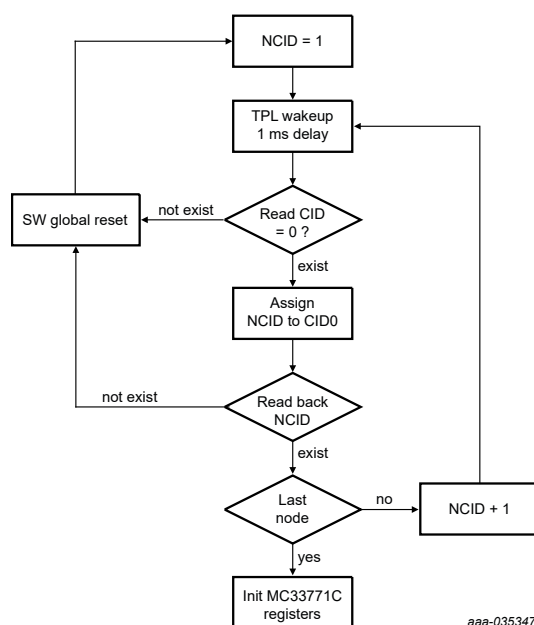 NCID = 1
TPL wakeup
1 ms delay
SW global reset
not exist
Read CID
= 0 ?
exist
Assign
NCID to CID0
not exist
Read back
NCID
exist
Last
node
no
NCID + 1
yes
Init MC33771C
registers
aaa-035347